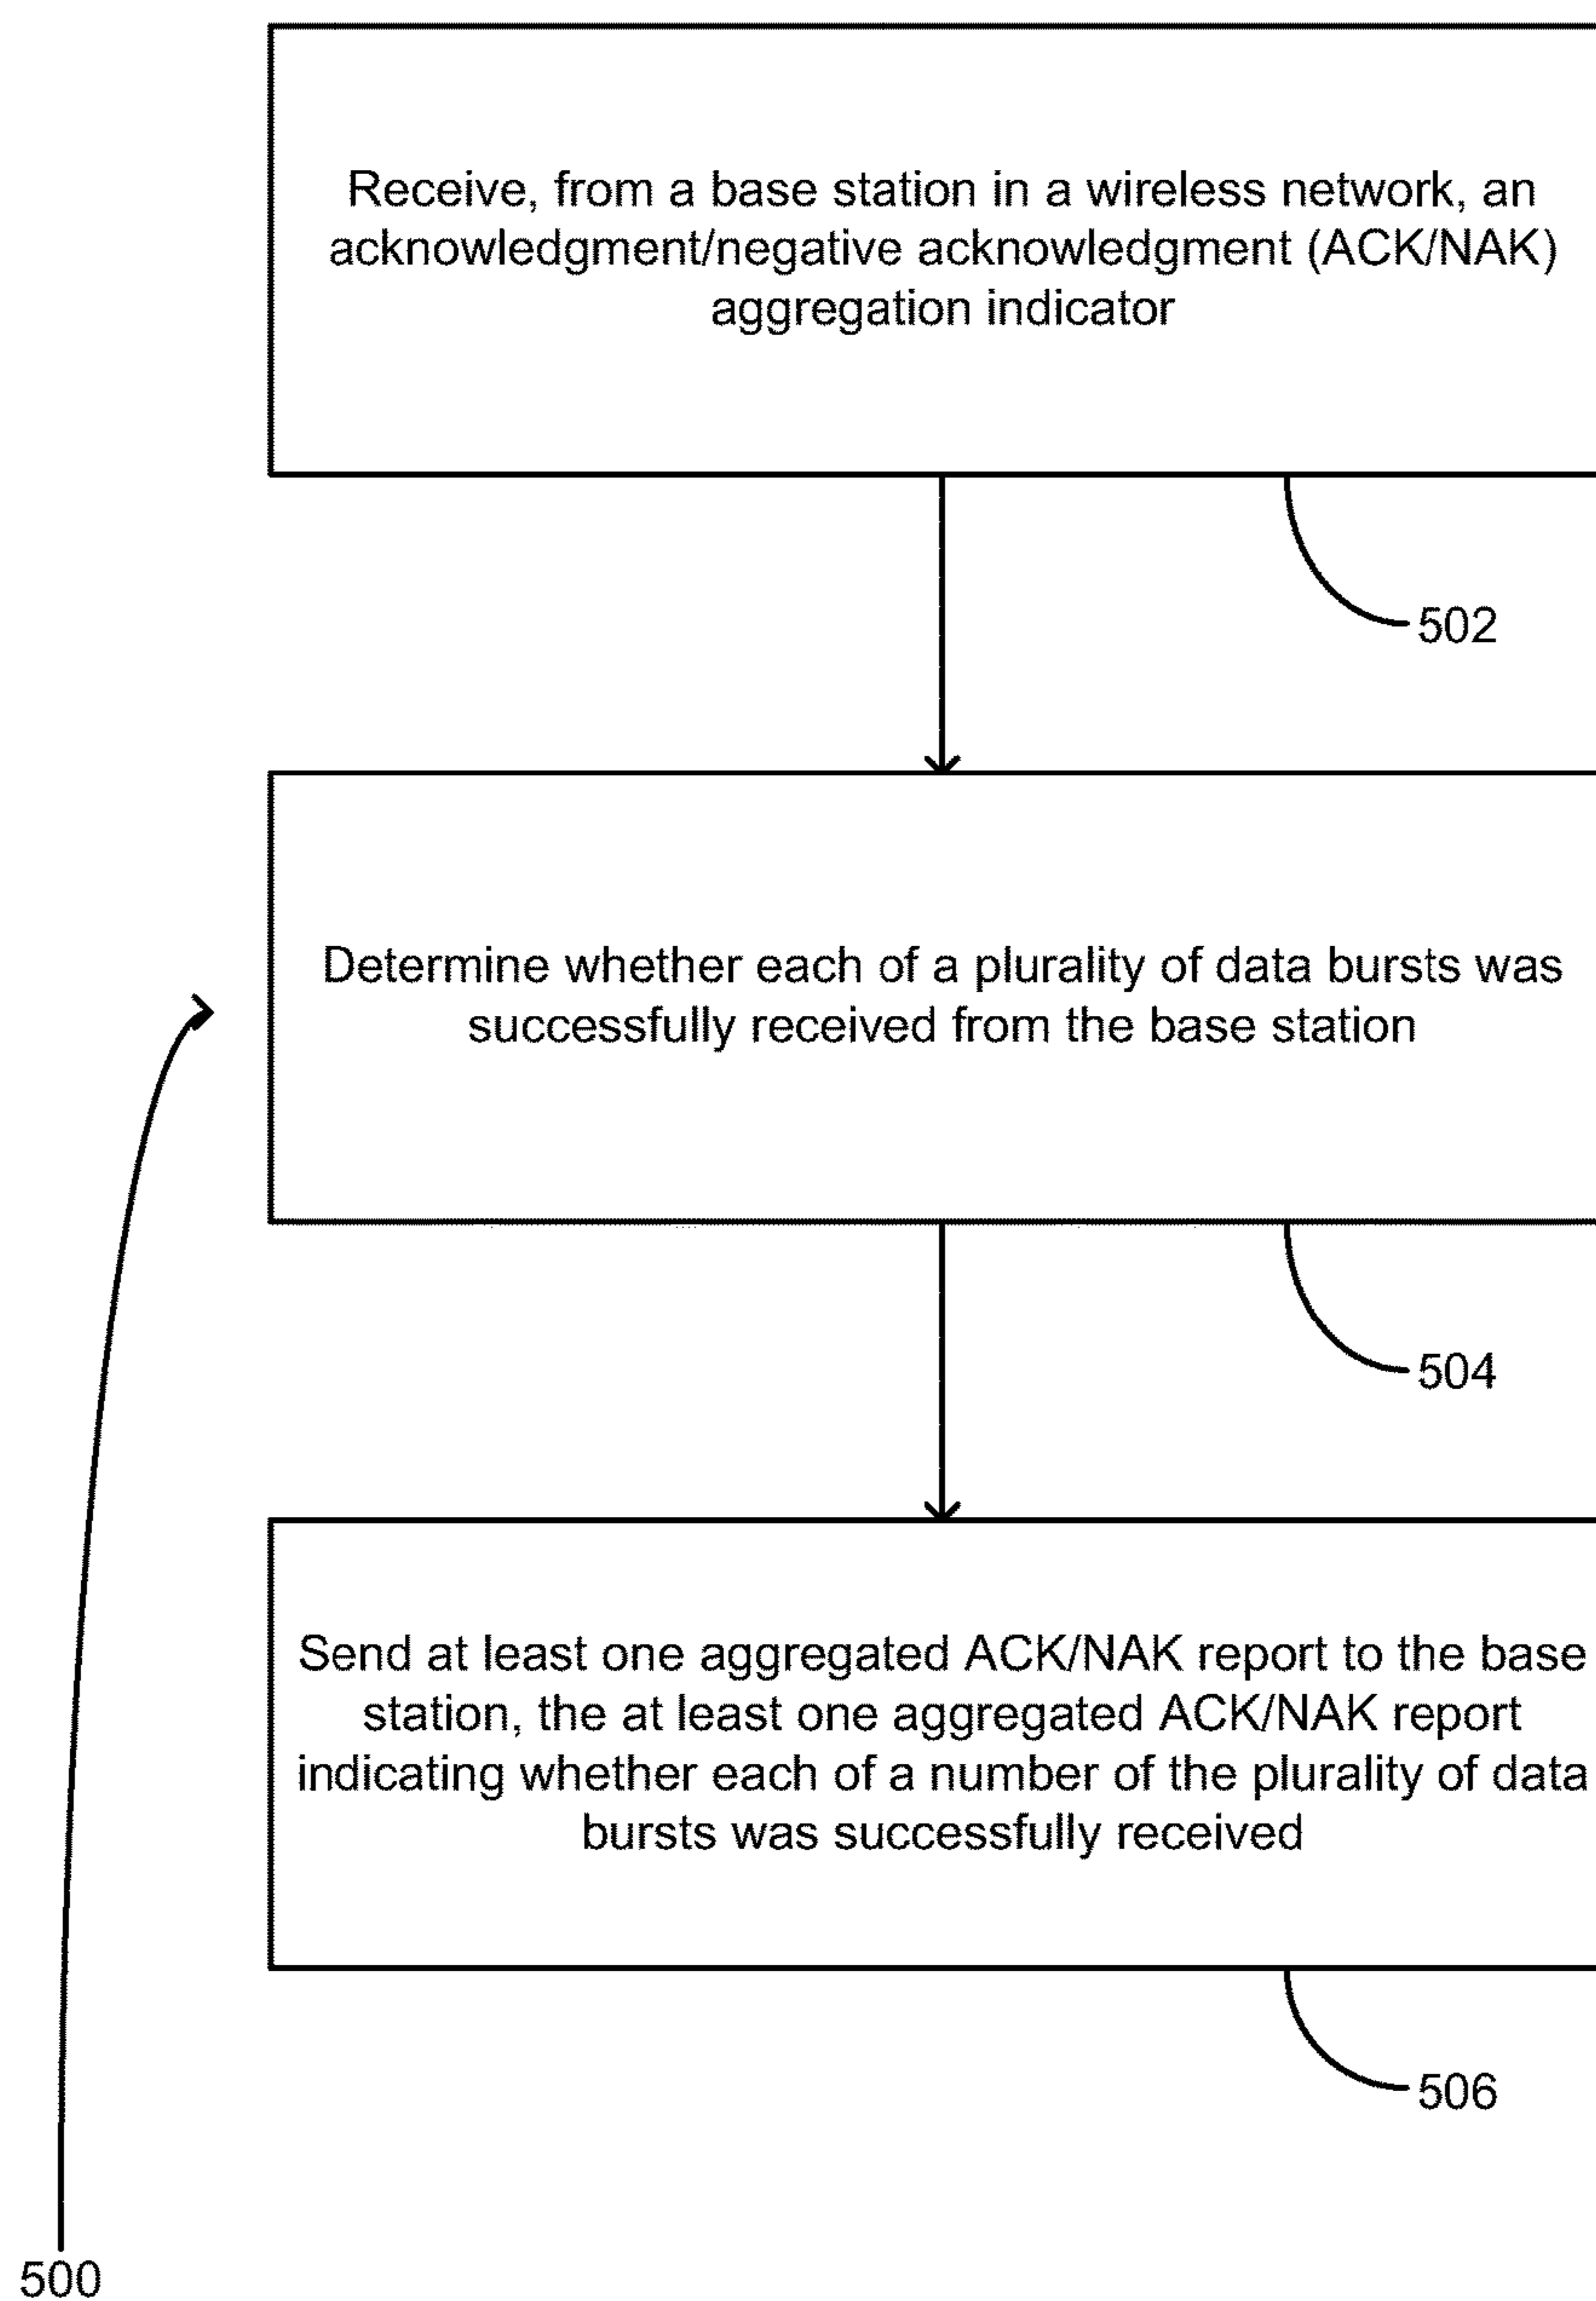 Receive, from a base station in a wireless network, an
acknowledgment/negative acknowledgment (ACK/NAK)
aggregation indicator
502
Determine whether each of a plurality of data bursts was
successfully received from the base station
504
Send at least one aggregated ACK/NAK report to the base
station, the at least one aggregated ACK/NAK report
indicating whether each of a number of the plurality of data
bursts was successfully received
506
500